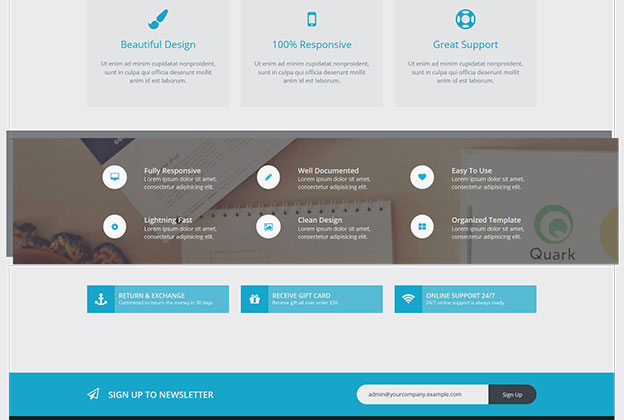 Beautiful Design
Ut enim ad minim cupidatat nonproident,
sunt in culpa qui officia deserunt mollit
anim id est laborum.
100% Responsive
Ut enim ad minim cupidatat nonproident,
sunt in culpa qui officia deserunt mollit
anim id est laborum.
Great Support
Ut enim ad minim cupidatat nonproident,
sunt in culpa qui officia deserunt mollit
anim id est laborum.
Fully Responsive
Lorem ipsum dolor sit amet,
consectetur adipisicing elit.
Well Documented
Lorem ipsum dolor sit amet,
consectetur adipisicing elit.
Easy To Use
Lorem ipsum dolor sit amet,
consectetur adipisicing elit.
Lightning Fast
Lorem ipsum dolor sit amet,
consectetur adipisicing elit.
Clean Design
Lorem ipsum dolor sit amet,
consectetur adipisicing elit.
Organized Template
Lorem ipsum dolor sit amet,
consectetur adipisicing elit.
Quark
RETURN & EXCHANGE
Committed to return the money in 30 days
RECEIVE GIFT CARD
Receive gift all over order $50
ONLINE SUPPORT 24/7
24/7 online support is always ready
SIGN UP TO NEWSLETTER
admin@yourcompany.example.com
Sign Up